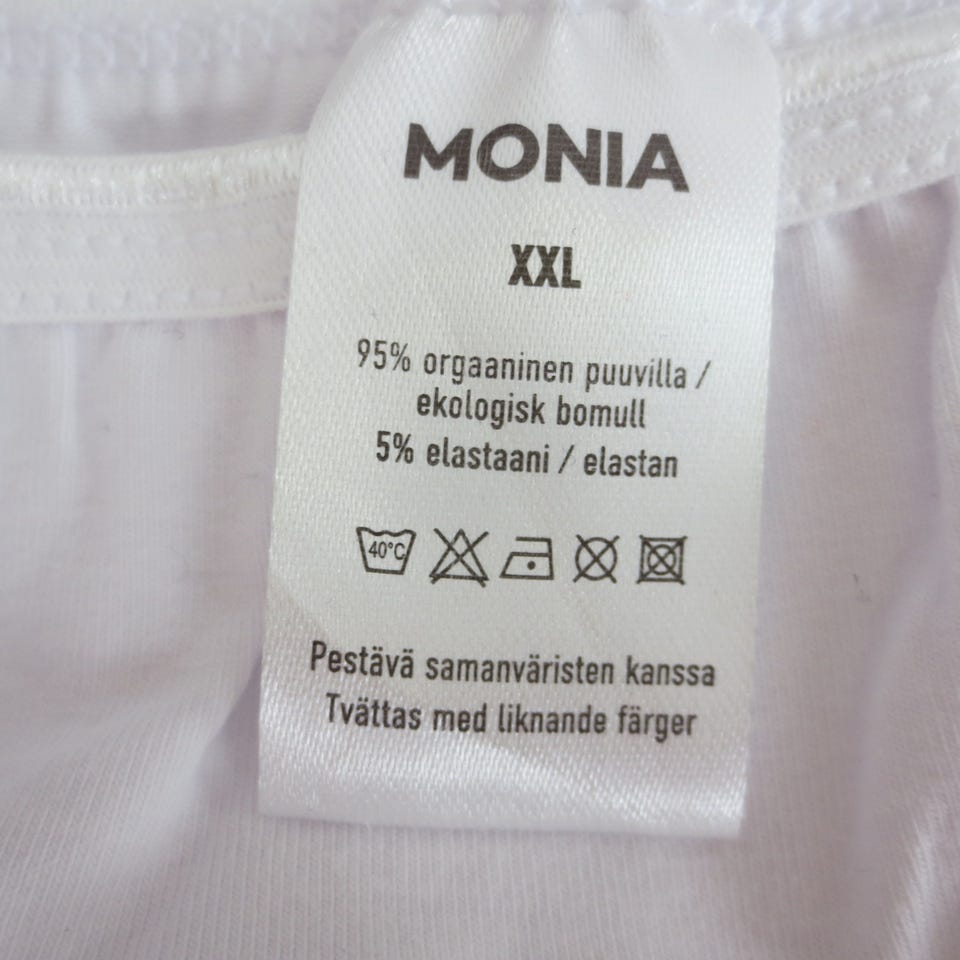 MONIA
XXL
95% orgaaninen puuvilla /
ekologisk bomull
5% elastaani / elastan
40°C
Pestävä samanväristen kanssa
Tvättas med liknande färger